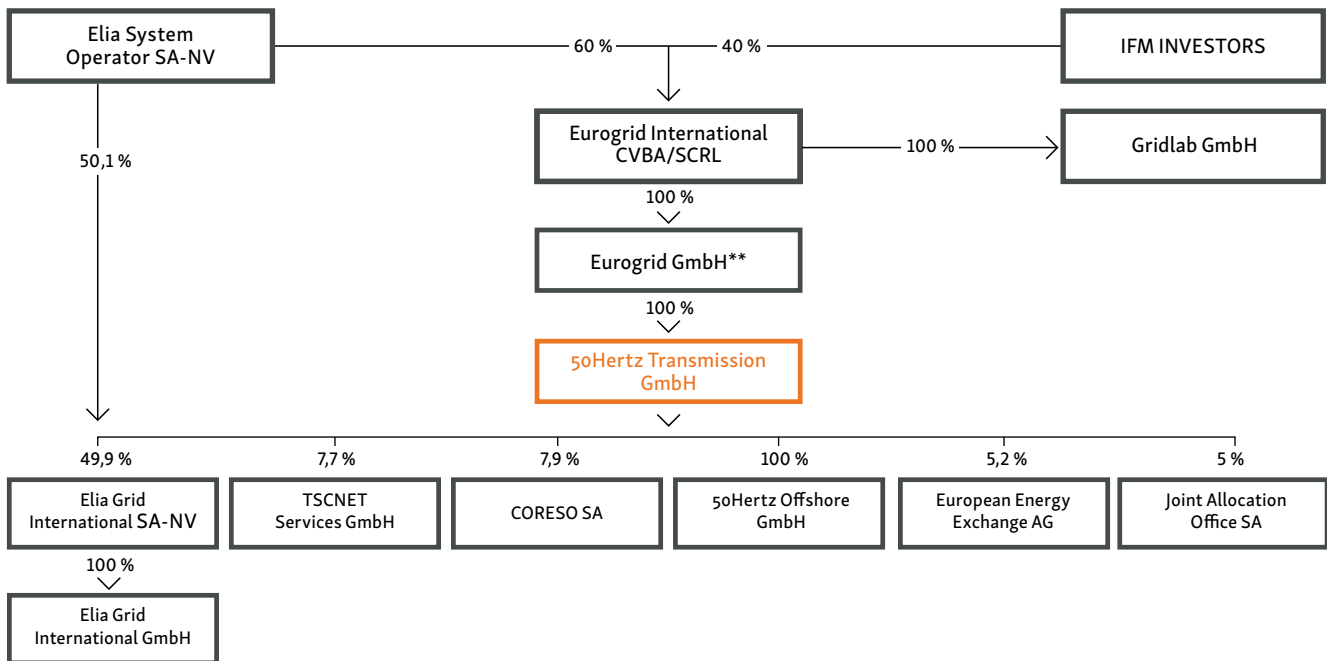 Elia System
Operator SA-NV
60 %
40 %
IFM INVESTORS
50,1 %
Eurogrid International
CVBA/SCRL
100 %
Gridlab GmbH
100 %
Eurogrid GmbH**
100 %
50Hertz Transmission
GmbH
49,9 %
7,7 %
7,9 %
100 %
5,2 %
5 %
Elia Grid
International SA-NV
TSCNET
Services GmbH
CORESO SA
50Hertz Offshore
GmbH
European Energy
Exchange AG
Joint Allocation
Office SA
100 %
Elia Grid
International GmbH